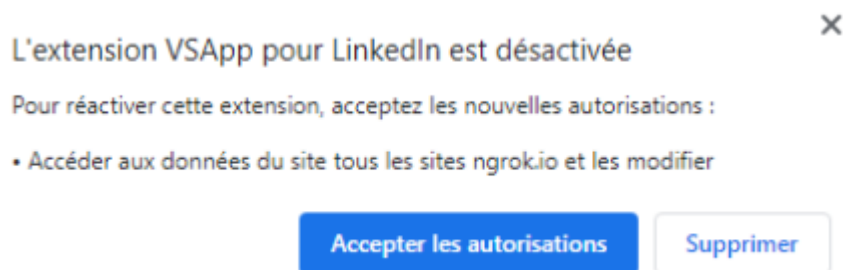 L'extension VSApp pour LinkedIn est désactivée
Pour réactiver cette extension, acceptez les nouvelles autorisations :
• Accéder aux données du site tous les sites ngrok.io et les modifier
Accepter les autorisations
Supprimer